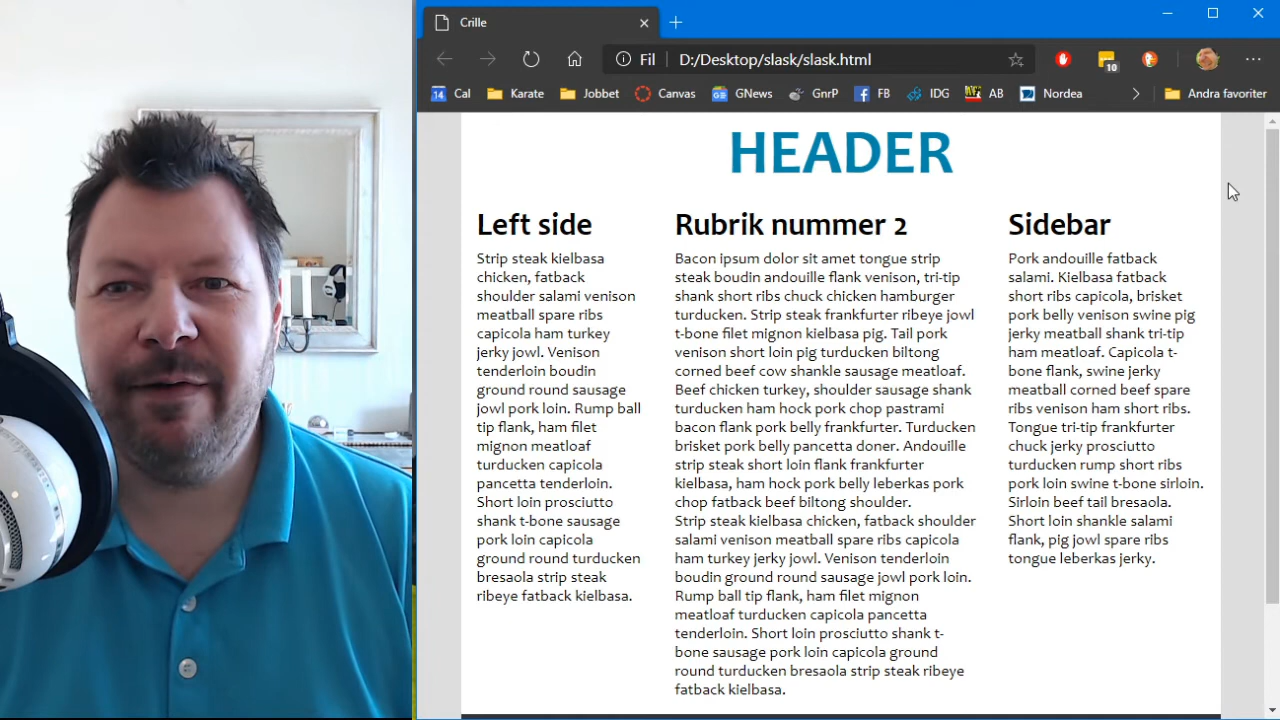 Crille
Fil D:/Desktop/slask/slask.html
10
14 Cal Karate Jobbet Canvas GNews GnrP FB IDG AB Nordea Andra favoriter
HEADER
Left side
Strip steak kielbasa
chicken, fatback
shoulder salami venison
meatball spare ribs
capicola ham turkey
jerky jowl. Venison
tenderloin boudin
ground round sausage
jowl pork loin. Rump ball
tip flank, ham filet
mignon meatloaf
turducken capicola
pancetta tenderloin.
Short loin prosciutto
shank t-bone sausage
pork loin capicola
ground round turducken
bresaola strip steak
ribeye fatback kielbasa.
Rubrik nummer 2
Bacon ipsum dolor sit amet tongue strip
steak boudin andouille flank venison, tri-tip
shank short ribs chuck chicken hamburger
turducken. Strip steak frankfurter ribeye jowl
t-bone filet mignon kielbasa pig. Tail pork
venison short loin pig turducken biltong
corned beef cow shankle sausage meatloaf.
Beef chicken turkey, shoulder sausage shank
turducken ham hock pork chop pastrami
bacon flank pork belly frankfurter. Turducken
brisket pork belly pancetta doner. Andouille
strip steak short loin flank frankfurter
kielbasa, ham hock pork belly leberkas pork
chop fatback beef biltong shoulder.
Strip steak kielbasa chicken, fatback shoulder
salami venison meatball spare ribs capicola
ham turkey jerky jowl. Venison tenderloin
boudin ground round sausage jowl pork loin.
Rump ball tip flank, ham filet mignon
meatloaf turducken capicola pancetta
tenderloin. Short loin prosciutto shank t-
bone sausage pork loin capicola ground
round turducken bresaola strip steak ribeye
fatback kielbasa.
Sidebar
Pork andouille fatback
salami. Kielbasa fatback
short ribs capicola, brisket
pork belly venison swine pig
jerky meatball shank tri-tip
ham meatloaf. Capicola t-
bone flank, swine jerky
meatball corned beef spare
ribs venison ham short ribs.
Tongue tri-tip frankfurter
chuck jerky prosciutto
turducken rump short ribs
pork loin swine t-bone sirloin.
Sirloin beef tail bresaola.
Short loin shankle salami
flank, pig jowl spare ribs
tongue leberkas jerky.